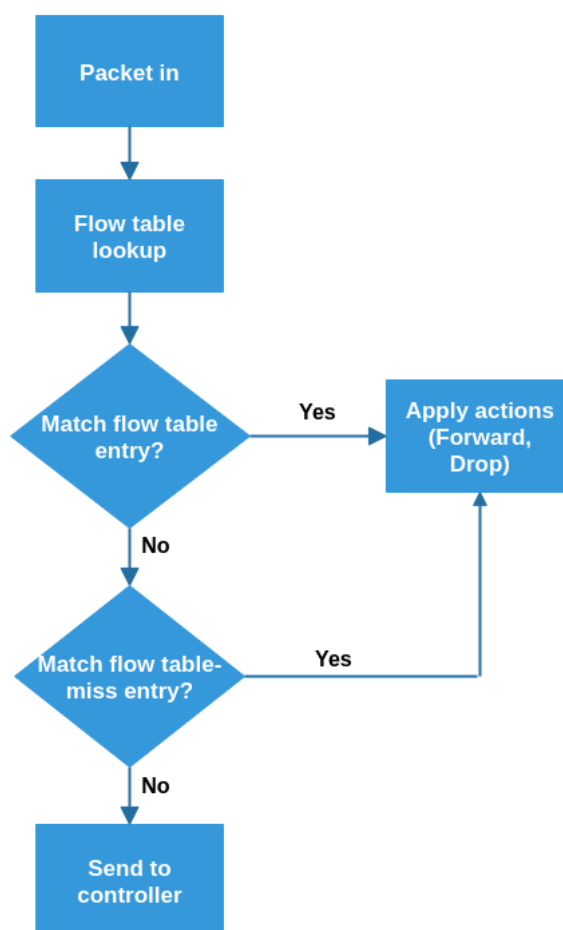 Packet in
Flow table
lookup
Match flow table
entry?
Yes
Apply actions
(Forward,
Drop)
No
Match flow table-
miss entry?
Yes
No
Send to
controller